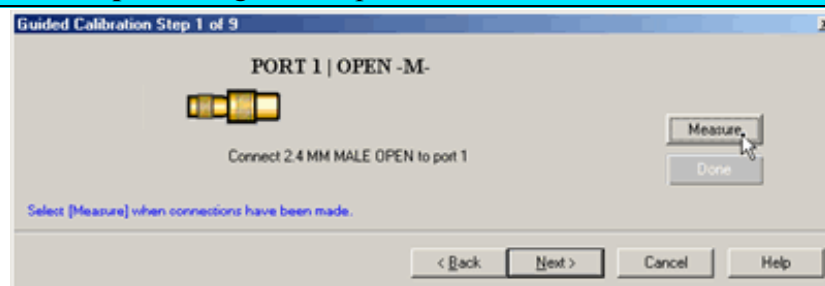 Guided Calibration Step 1 of 9
PORT 1 | OPEN -M-
Measure
Connect 2.4 MM MALE OPEN to port 1
Done
Select [Measure] when connections have been made.
< Back Next > Cancel Help